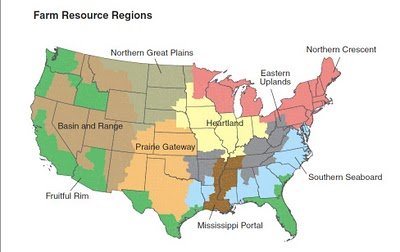 Farm Resource Regions
Northern Great Plains
Northern Crescent
Eastern
Uplands
Basin and Range
Heartland
Prairie Gateway
Fruitful Rim
Southern Seaboard
Mississippi Portal